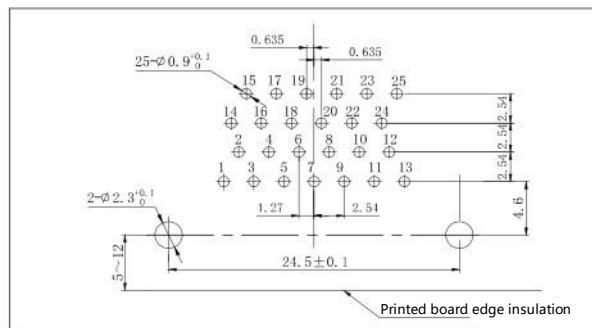 0.635
0.635
25-Ø0.9 +0.1 0
15 17 19 21 23 25
14 16 18 20 22 24
2 4 6 8 10 12
1 3 5 7 9 11 13
2.54
2.54
2.54
2-Ø2.3 +0.1 0
1.27
2.54
4.6
5~12
24.5±0.1
Printed board edge insulation